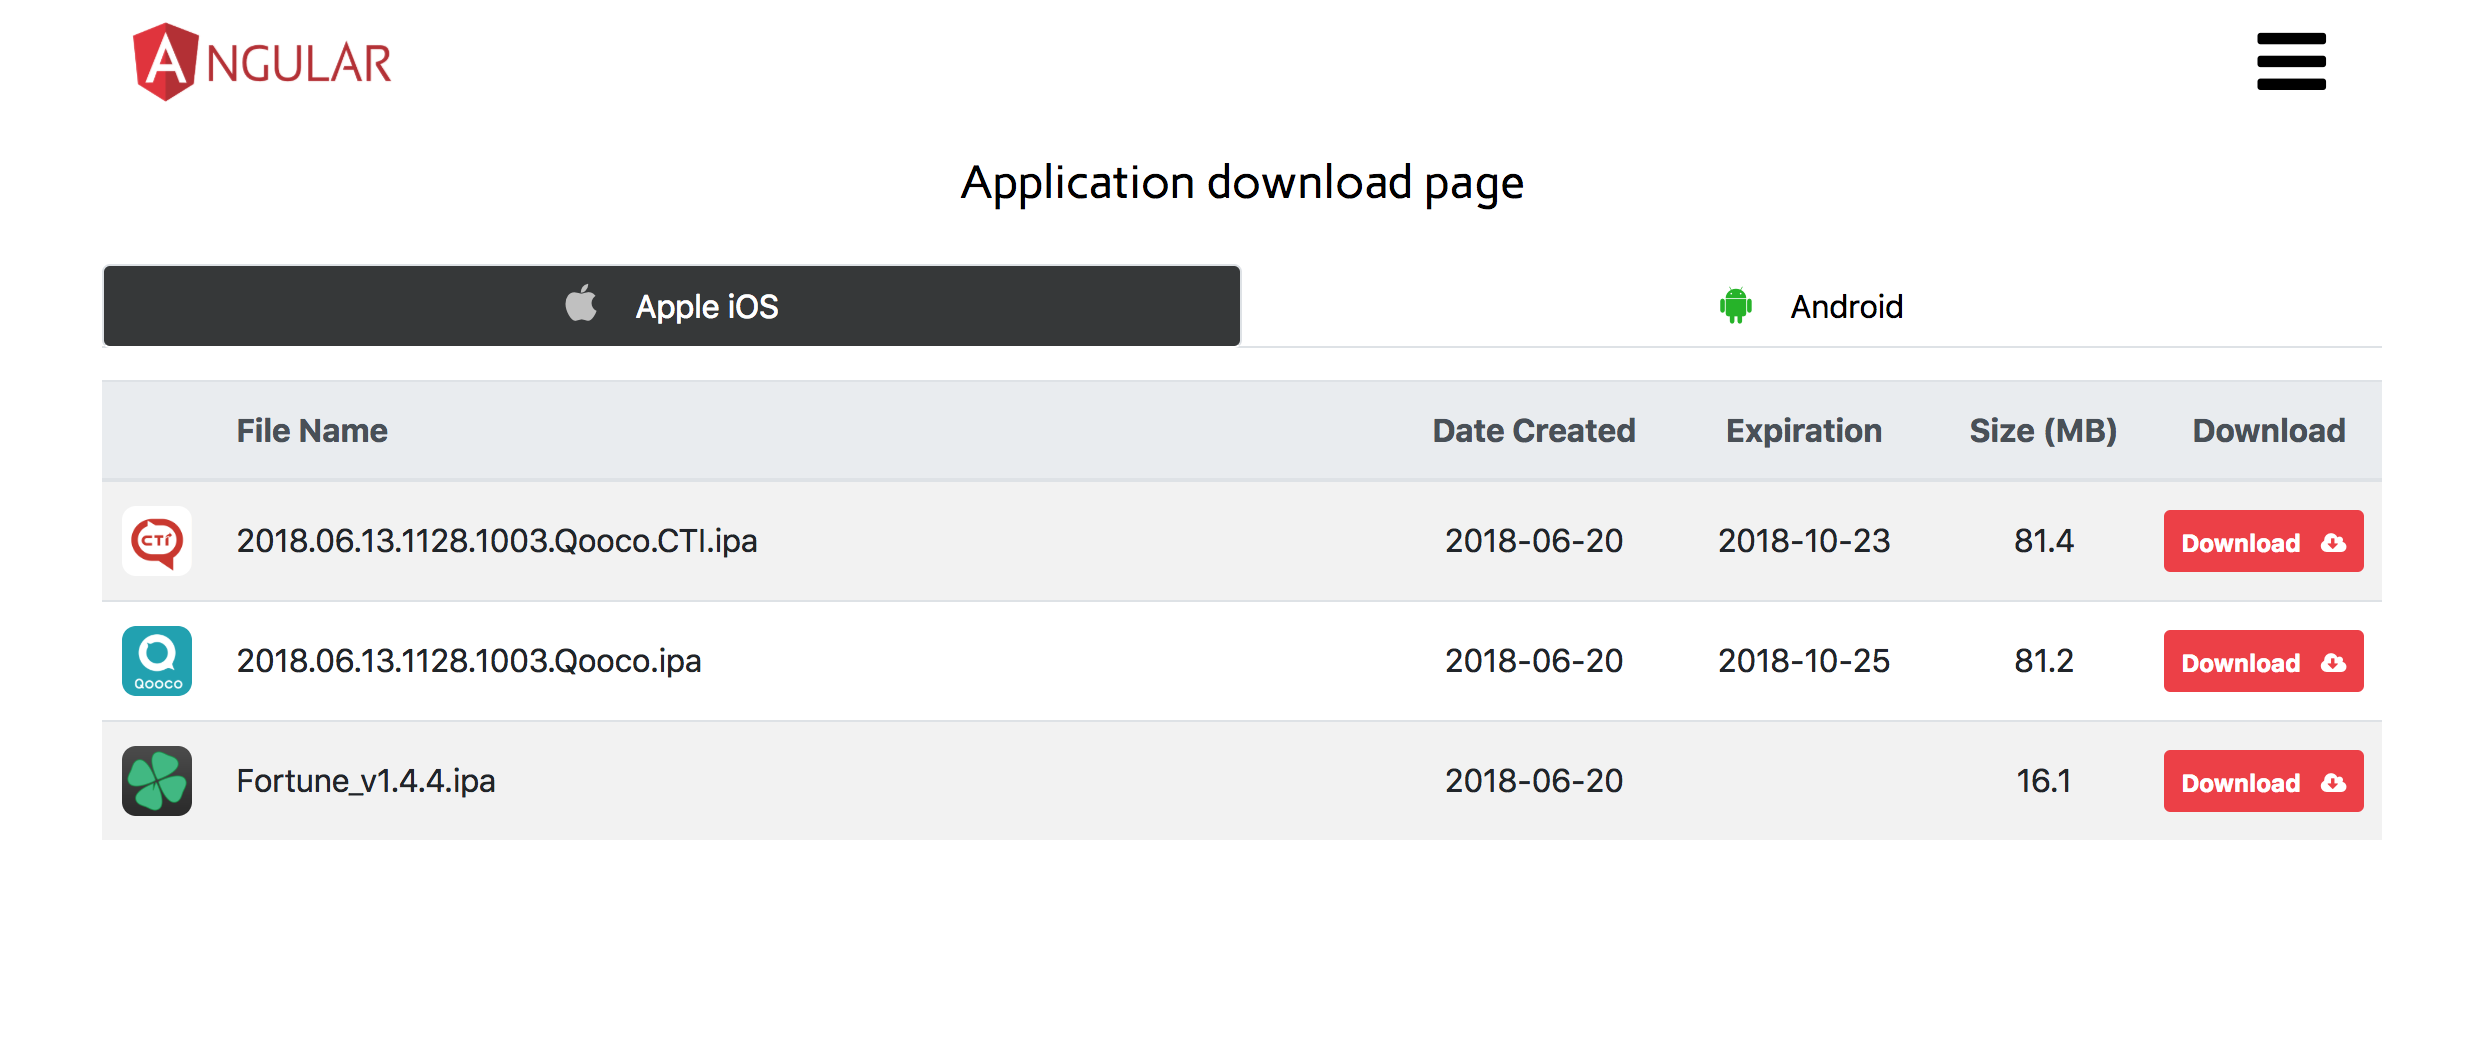 ANGULAR
Application download page
Apple iOS Android
File Name Date Created Expiration Size (MB) Download
CTI 2018.06.13.1128.1003.Qooco.CTI.ipa 2018-06-20 2018-10-23 81.4 Download
Qooco 2018.06.13.1128.1003.Qooco.ipa 2018-06-20 2018-10-25 81.2 Download
Fortune_v1.4.4.ipa 2018-06-20 16.1 Download